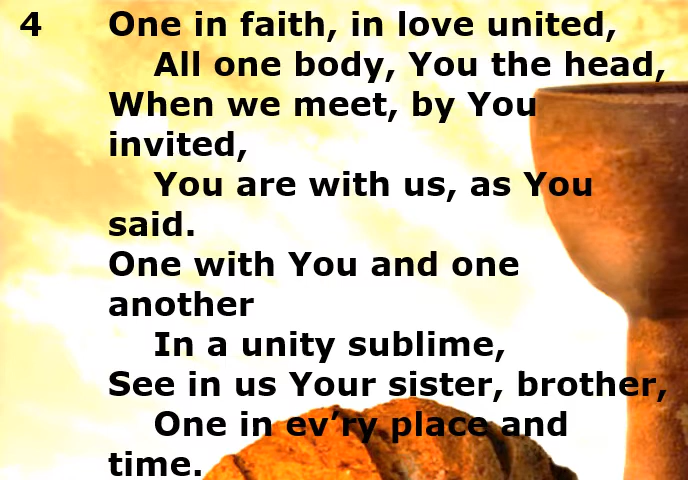 4 One in faith, in love united,
All one body, You the head,
When we meet, by You
invited,
You are with us, as You
said.
One with You and one
another
In a unity sublime,
See in us Your sister, brother,
One in ev’ry place and
time.